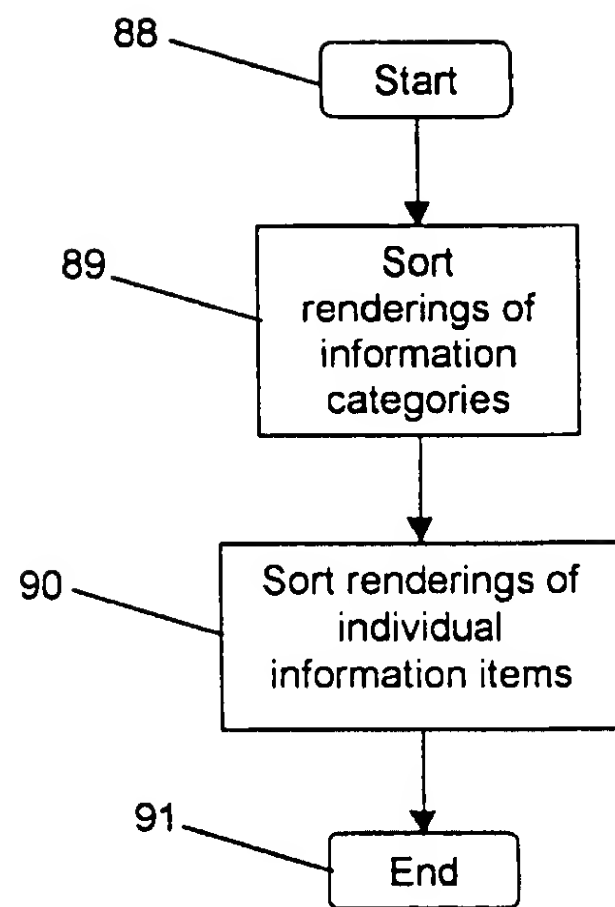 88
Start
89
Sort
renderings of
information
categories
90
Sort renderings of
individual
information items
91
End